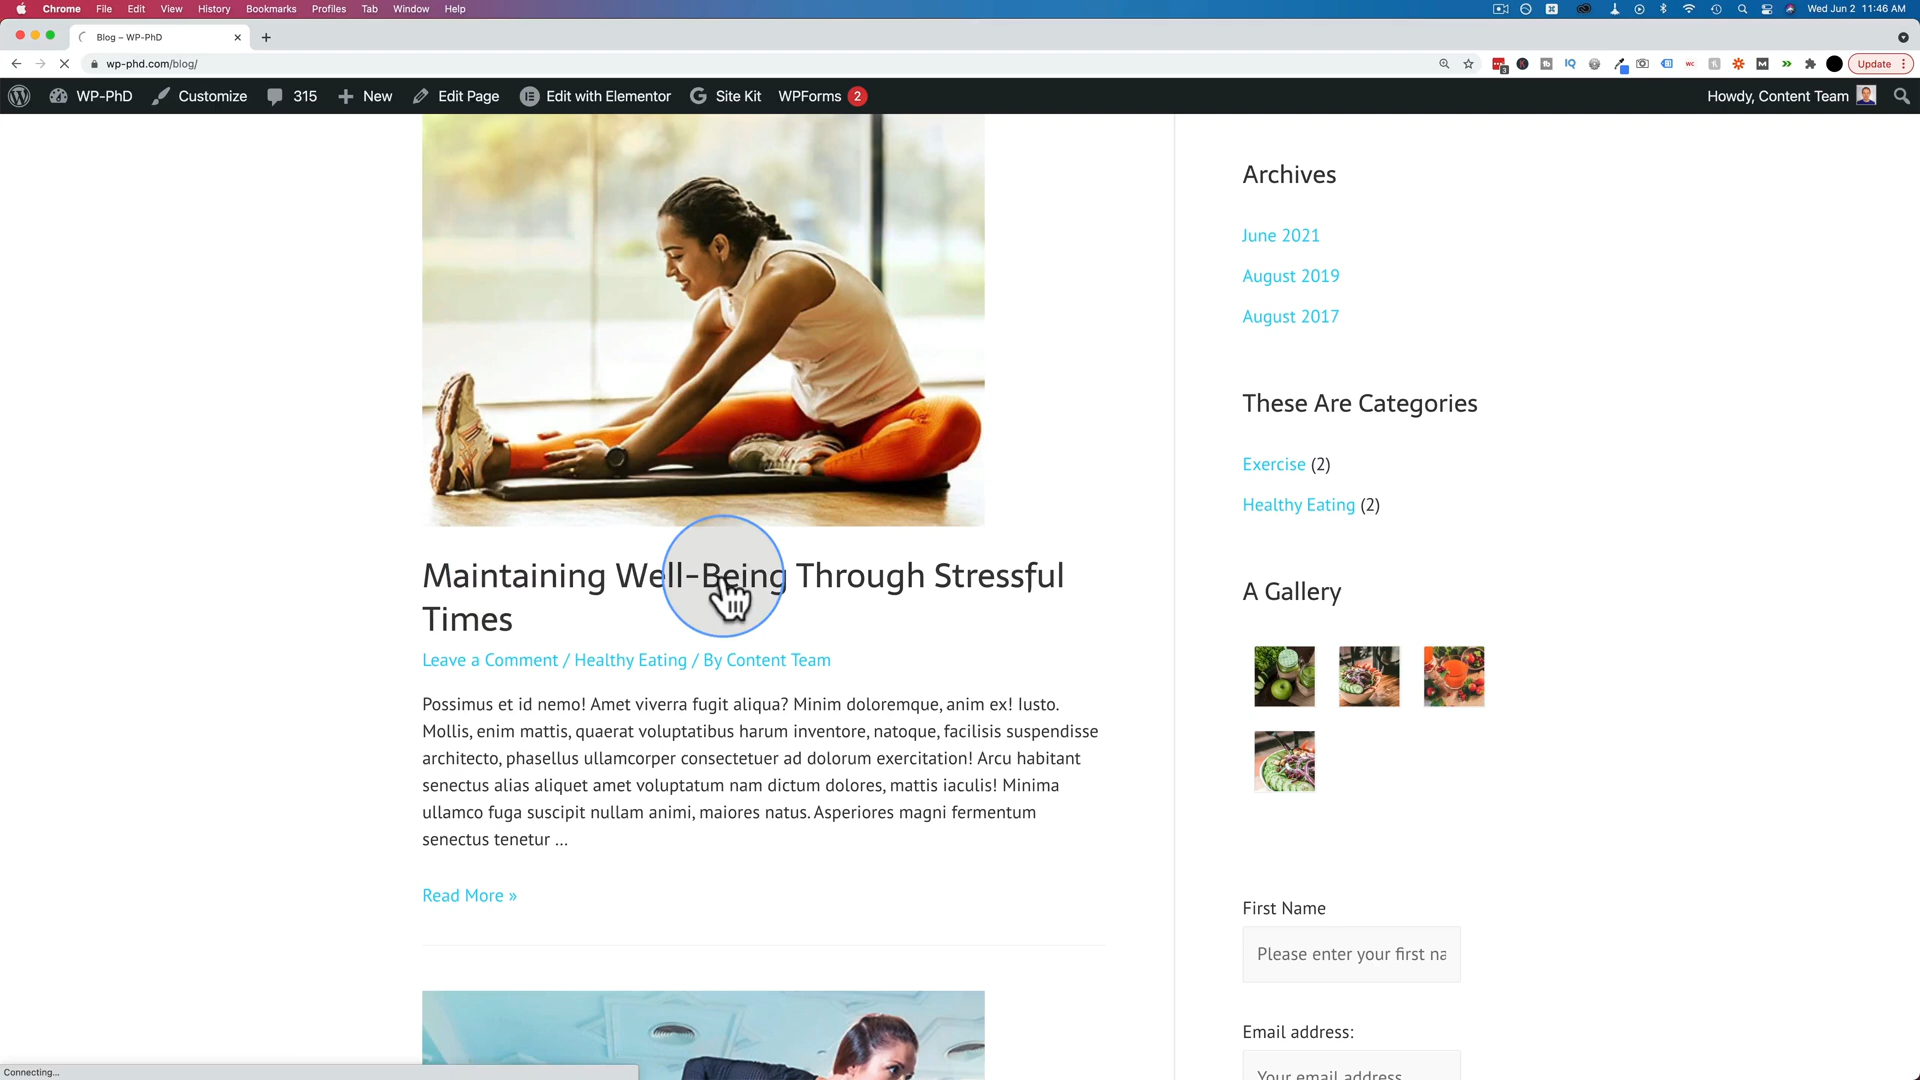 Chrome File Edit View History Bookmarks Profiles Tab Window Help Wed Jun 2 11:46 AM
Blog – WP-PhD
wp-phd.com/blog/ Update
WP-PhD Customize 315 New Edit Page Edit with Elementor Site Kit WPForms 2 Howdy, Content Team
Maintaining Well-Being Through Stressful
Times
Leave a Comment / Healthy Eating / By Content Team
Possimus et id nemo! Amet viverra fugit aliqua? Minim doloremque, anim ex! Iusto.
Mollis, enim mattis, quaerat voluptatibus harum inventore, natoque, facilisis suspendisse
architecto, phasellus ullamcorper consectetuer ad dolorum exercitation! Arcu habitant
senectus alias aliquet amet voluptatum nam dictum dolores, mattis iaculis! Minima
ullamco fuga suscipit nullam animi, maiores natus. Asperiores magni fermentum
senectus tenetur ...
Read More »
Archives
June 2021
August 2019
August 2017
These Are Categories
Exercise (2)
Healthy Eating (2)
A Gallery
First Name
Please enter your first na
Email address:
Your email address
Connecting...